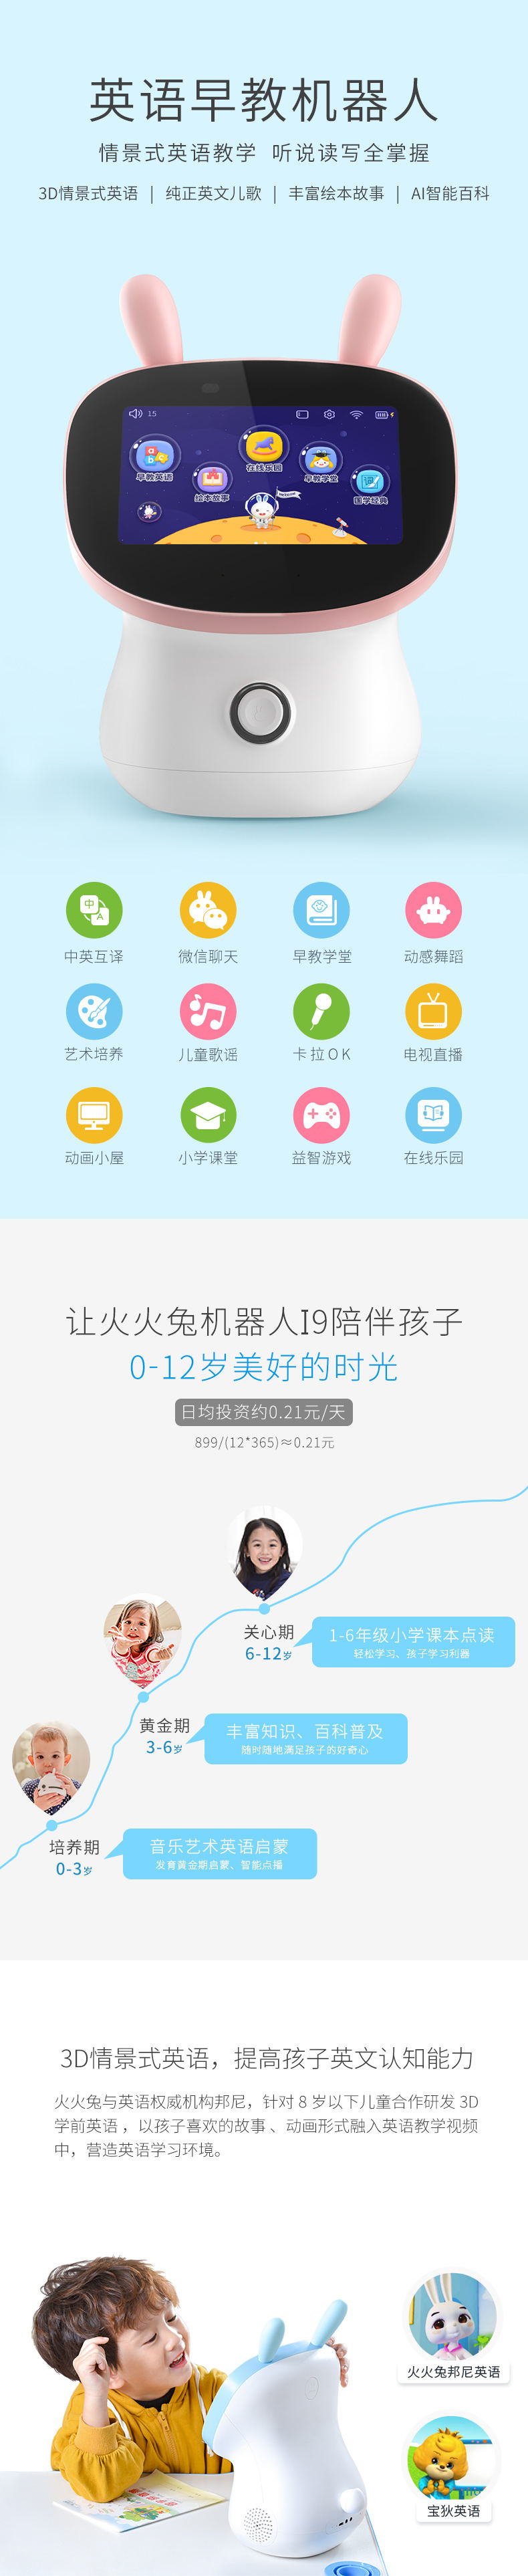 英语早教机器人
情景式英语教学 听说读写全掌握
3D情景式英语 | 纯正英文儿歌 | 丰富绘本故事 | AI智能百科
15
早教英语
绘本故事
在线乐园
早教学堂
国学经典
中英互译
微信聊天
早教学堂
动感舞蹈
艺术培养
儿童歌谣
卡拉OK
电视直播
动画小屋
小学课堂
益智游戏
在线乐园
让火火兔机器人I9陪伴孩子
0-12岁美好的时光
日均投资约0.21元/天
899/(12*365)≈0.21元
关心期
6-12岁
1-6年级小学课本点读
轻松学习、孩子学习利器
黄金期
3-6岁
丰富知识、百科普及
随时随地满足孩子的好奇心
培养期
0-3岁
音乐艺术英语启蒙
发育黄金期启蒙、智能点播
3D情景式英语，提高孩子英文认知能力
火火兔与英语权威机构邦尼，针对 8 岁以下儿童合作研发 3D
学前英语 ，以孩子喜欢的故事 、动画形式融入英语教学视频
中，营造英语学习环境。
火火兔邦尼英语
宝狄英语